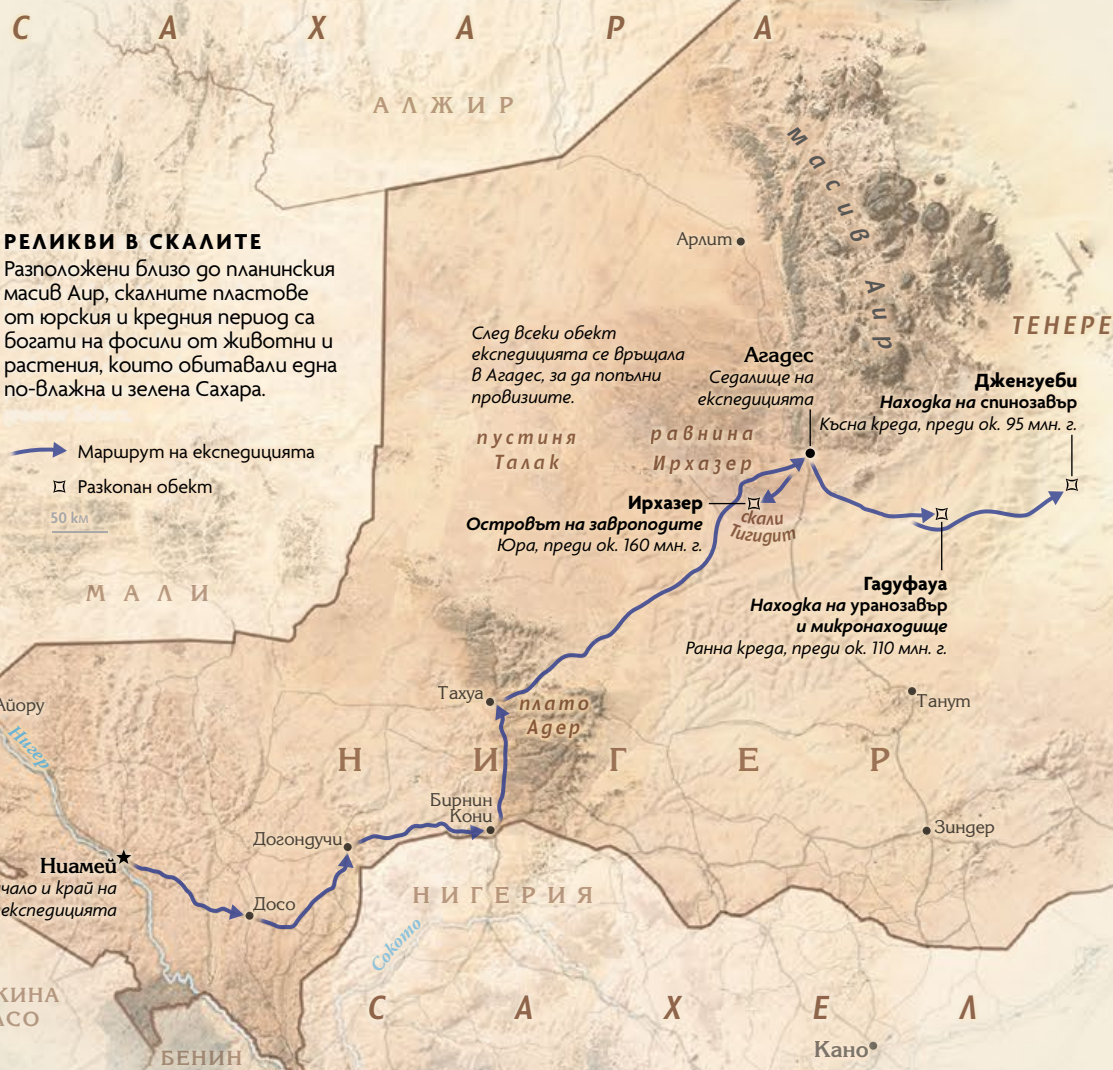 САХАРА
АЛЖИР
масив Аир
Арлит
РЕЛИКВИ В СКАЛИТЕ
Разположени близо до планинския
масив Аир, скалните пластове
от юрския и кредния период са
богати на фосили от животни и
растения, които обитавали една
по-влажна и зелена Сахара.
Маршрут на експедицията
Разкопан обект
50 км
След всеки обект
експедицията се връщала
в Агадес, за да попълни
провизиите.
Агадес
Седалище на
експедицията
ТЕНЕРЕ
Дженгуеби
Находка на спинозавър
Късна креда, преди ок. 95 млн. г.
пустиня
Талак
равнина
Ирхазер
Ирхазер
Островът на завроподите
Юра, преди ок. 160 млн. г.
скали
Тигидит
Гадуфауа
Находка на уранозавър
и микронаходище
Ранна креда, преди ок. 110 млн. г.
МАЛИ
Айору
Нигер
Тахуа
плато
Адер
Танут
НИГЕР
Бирнин
Кони
Догондучи
Зиндер
Ниамей
чало и край на
експедицията
Досо
НИГЕРИЯ
Сокото
КИНА
АСО
САХЕЛ
БЕНИН
Кано